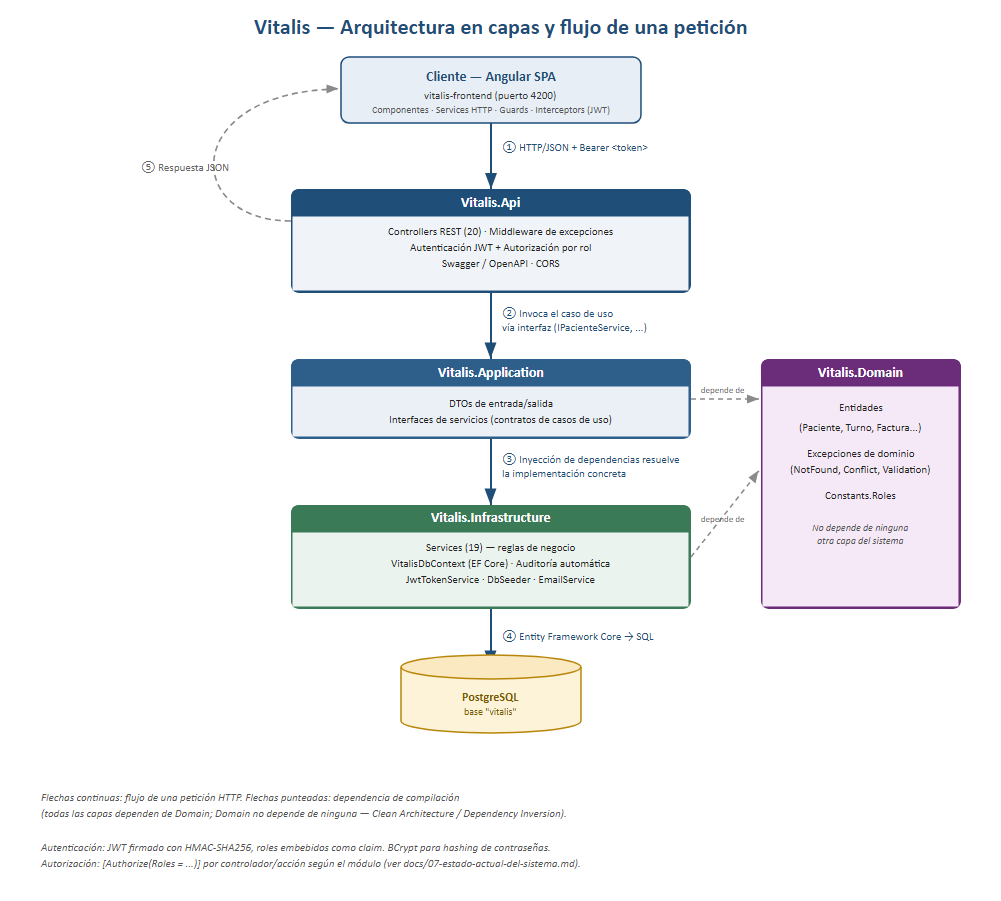 Vitalis — Arquitectura en capas y flujo de una petición
Cliente — Angular SPA
vitalis-frontend (puerto 4200)
Componentes · Services HTTP · Guards · Interceptors (JWT)
① HTTP/JSON + Bearer <token>
⑤ Respuesta JSON
Vitalis.Api
Controllers REST (20) · Middleware de excepciones
Autenticación JWT + Autorización por rol
Swagger / OpenAPI · CORS
② Invoca el caso de uso
vía interfaz (IPacienteService, ...)
Vitalis.Application
DTOs de entrada/salida
Interfaces de servicios (contratos de casos de uso)
depende de
③ Inyección de dependencias resuelve
la implementación concreta
Vitalis.Infrastructure
Services (19) — reglas de negocio
VitalisDbContext (EF Core) · Auditoría automática
JwtTokenService · DbSeeder · EmailService
depende de
Vitalis.Domain
Entidades
(Paciente, Turno, Factura...)
Excepciones de dominio
(NotFound, Conflict, Validation)
Constants.Roles
No depende de ninguna
otra capa del sistema
④ Entity Framework Core → SQL
PostgreSQL
base "vitalis"
Flechas continuas: flujo de una petición HTTP. Flechas punteadas: dependencia de compilación
(todas las capas dependen de Domain; Domain no depende de ninguna — Clean Architecture / Dependency Inversion).
Autenticación: JWT firmado con HMAC-SHA256, roles embebidos como claim. BCrypt para hashing de contraseñas.
Autorización: [Authorize(Roles = ...)] por controlador/acción según el módulo (ver docs/07-estado-actual-del-sistema.md).